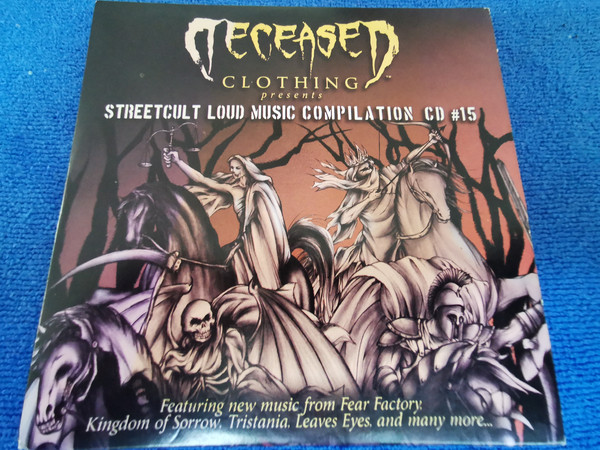 DECEASED
CLOTHING™
presents
STREETCULT LOUD MUSIC COMPILATION CD #15
Featuring new music from Fear Factory,
Kingdom of Sorrow, Tristania, Leaves Eyes, and many more...